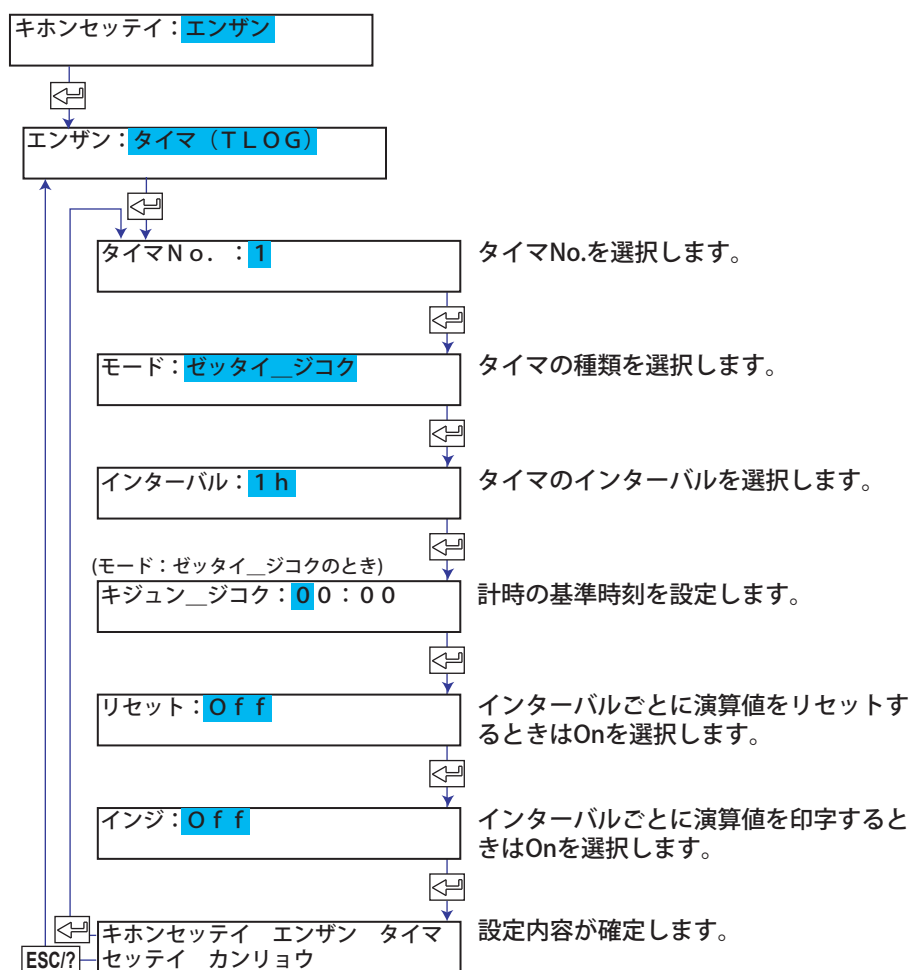 キホンセッテイ：エンザン
エンザン：タイマ（ＴＬＯＧ）
タイマＮｏ．：１
タイマNo.を選択します。
モード：ゼッタイ＿ジコク
タイマの種類を選択します。
インターバル：１ｈ
タイマのインターバルを選択します。
(モード：ゼッタイ＿ジコクのとき)
キジュン＿ジコク：００：００
計時の基準時刻を設定します。
リセット：Ｏｆｆ
インターバルごとに演算値をリセットす
るときはOnを選択します。
インジ：Ｏｆｆ
インターバルごとに演算値を印字すると
きはOnを選択します。
キホンセッテイ　エンザン　タイマ
設定内容が確定します。
ESC/?
セッテイ　カンリョウ